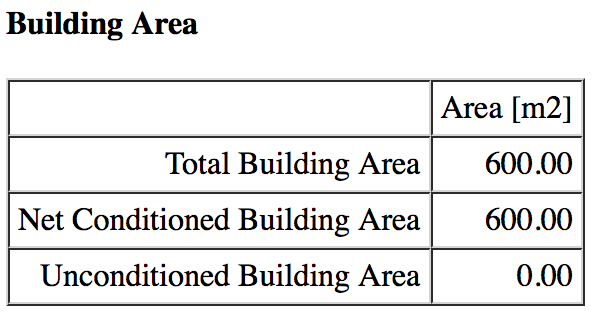 Building Area
Area [m2]
Total Building Area 600.00
Net Conditioned Building Area 600.00
Unconditioned Building Area 0.00